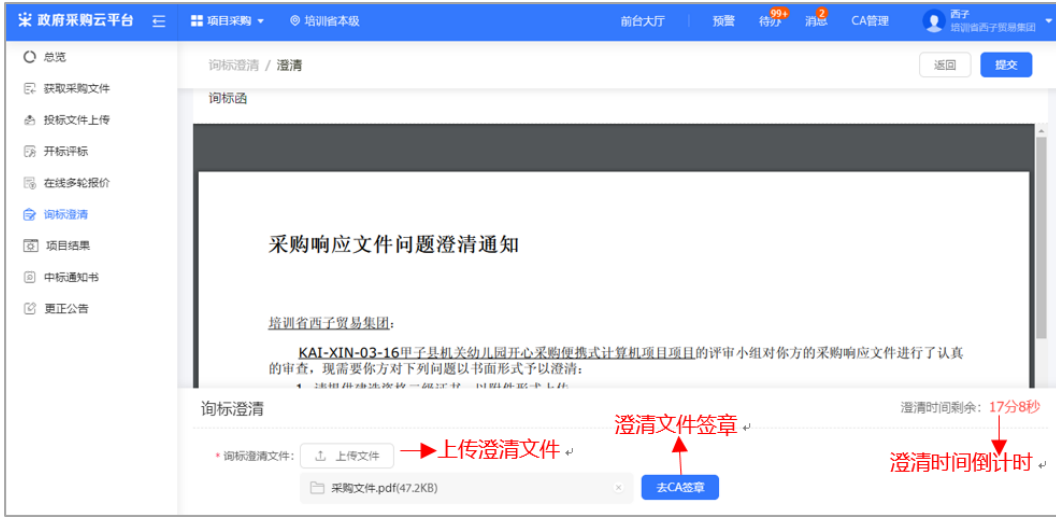 政府采购云平台 项目采购 培训省本级 前台大厅 预警 待办 99+ 消息 2 CA管理 西子
培训省西子贸易集团
总览
获取采购文件
投标文件上传
开标评标
在线多轮报价
询标澄清
项目结果
中标通知书
更正公告
询标澄清 / 澄清 返回 提交
询标函
采购响应文件问题澄清通知
培训省西子贸易集团:
KAI-XIN-03-16甲子县机关幼儿园开心采购便携式计算机项目项目的评审小组对你方的采购响应文件进行了认真
的审查,现需要你方对下列问题以书面形式予以澄清:
询标澄清 澄清时间剩余: 17分8秒
澄清文件签章
* 询标澄清文件: 上传文件 上传澄清文件
澄清时间倒计时
采购文件.pdf(47.2KB) × 去CA签章